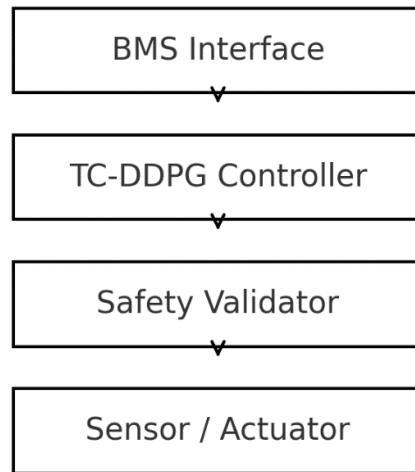 BMS Interface
TC-DDPG Controller
Safety Validator
Sensor / Actuator